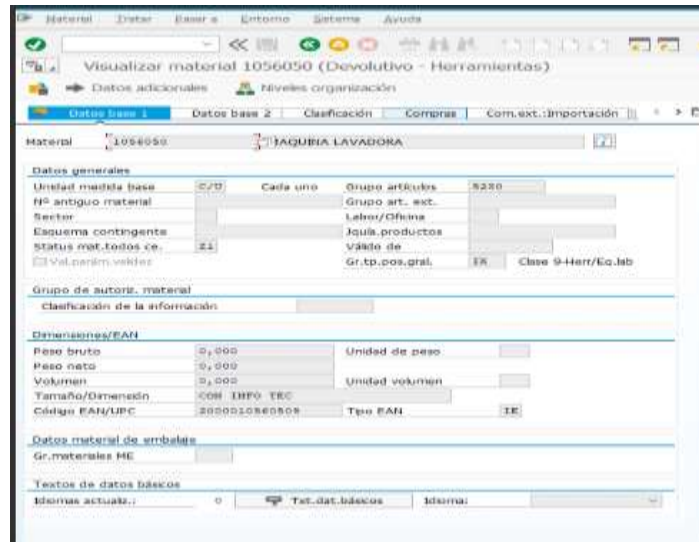 Material Tratar Pasar a Entorno Sistema Ayuda
Visualizar material 1056050 (Devolutivo - Herramientas)
Datos adicionales Niveles organización
Datos base 1 Datos base 2 Clasificación Compras Com.ext.:Importación
Material 1056050 MAQUINA LAVADORA
Datos generales
Unidad medida base C/U Cada uno Grupo artículos 5230
Nº antiguo material Grupo art. ext.
Sector Labor/Oficina
Esquema contingente Jquía.productos
Status mat.todos ce. Z1 Válido de
Val.parám.validez Gr.tp.pos.gral. Clase 9-Herr/Eq.lab
Grupo de autoriz. material
Clasificación de la información
Dimensiones/EAN
Peso bruto 0,000 Unidad de peso
Peso neto 0,000
Volumen 0,000 Unidad volumen
Tamaño/Dimensión CON INFO TEC
Código EAN/UPC Tipo EAN IE
Datos material de embalaje
Gr.materiales ME
Textos de datos básicos
Idiomas actualiz.: 0 Txt.dat.básicos Idioma: